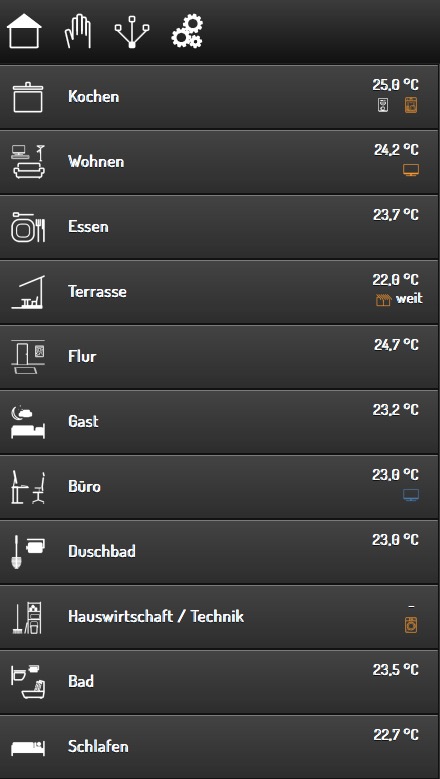 Kochen 25,0 °C
Wohnen 24,2 °C
Essen 23,7 °C
Terrasse 22,0 °C
weit
Flur 24,7 °C
Gast 23,2 °C
Büro 23,0 °C
Duschbad 23,0 °C
Hauswirtschaft / Technik –
Bad 23,5 °C
Schlafen 22,7 °C